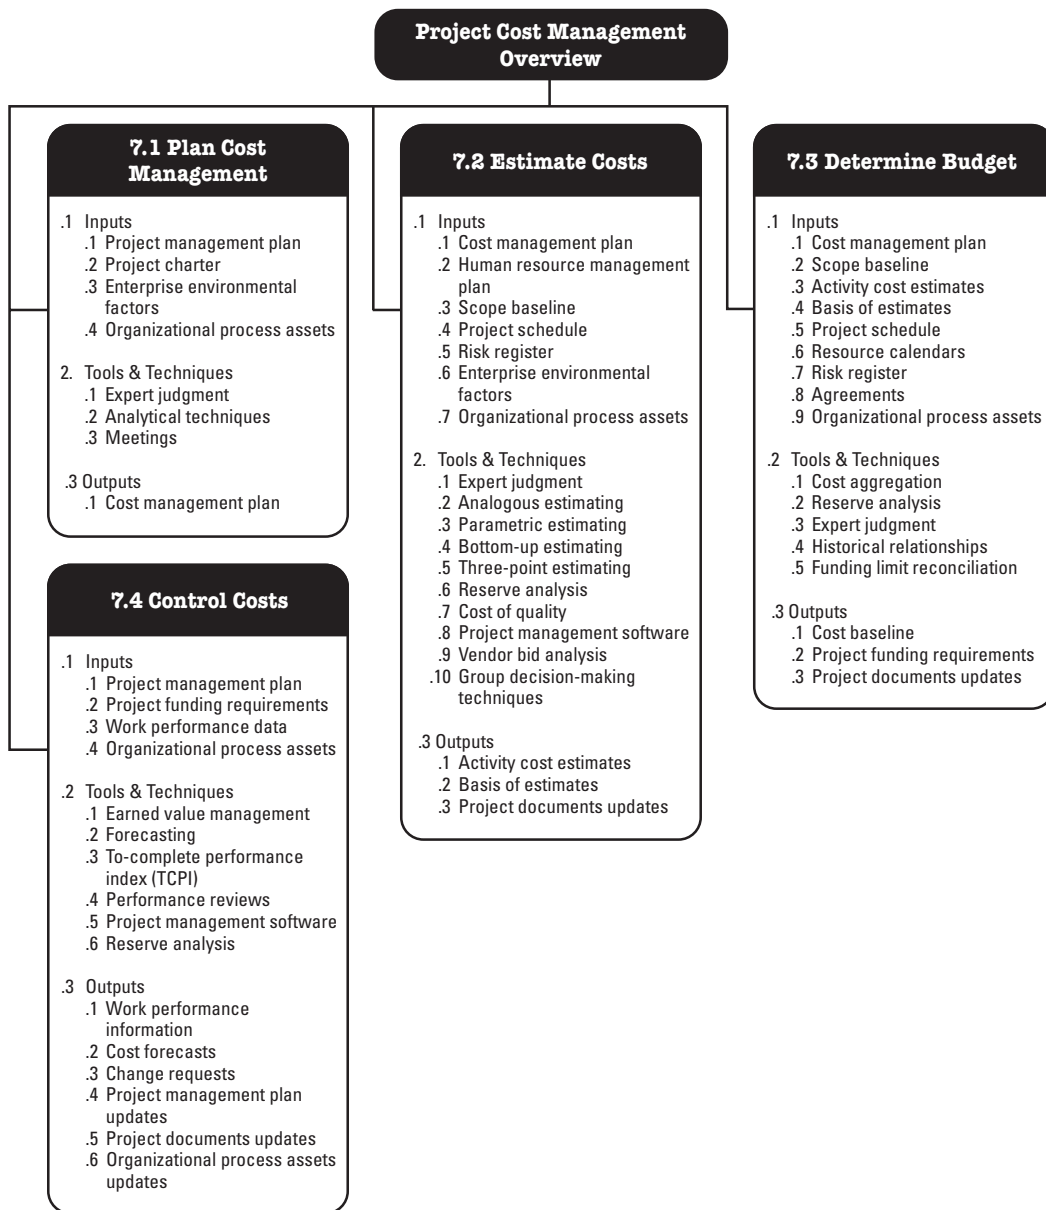 Project Cost Management
Overview
7.1 Plan Cost
Management
.1 Inputs
.1 Project management plan
.2 Project charter
.3 Enterprise environmental
factors
.4 Organizational process assets
2. Tools & Techniques
.1 Expert judgment
.2 Analytical techniques
.3 Meetings
.3 Outputs
.1 Cost management plan
7.2 Estimate Costs
.1 Inputs
.1 Cost management plan
.2 Human resource management
plan
.3 Scope baseline
.4 Project schedule
.5 Risk register
.6 Enterprise environmental
factors
.7 Organizational process assets
2. Tools & Techniques
.1 Expert judgment
.2 Analogous estimating
.3 Parametric estimating
.4 Bottom-up estimating
.5 Three-point estimating
.6 Reserve analysis
.7 Cost of quality
.8 Project management software
.9 Vendor bid analysis
.10 Group decision-making
techniques
.3 Outputs
.1 Activity cost estimates
.2 Basis of estimates
.3 Project documents updates
7.3 Determine Budget
.1 Inputs
.1 Cost management plan
.2 Scope baseline
.3 Activity cost estimates
.4 Basis of estimates
.5 Project schedule
.6 Resource calendars
.7 Risk register
.8 Agreements
.9 Organizational process assets
.2 Tools & Techniques
.1 Cost aggregation
.2 Reserve analysis
.3 Expert judgment
.4 Historical relationships
.5 Funding limit reconciliation
.3 Outputs
.1 Cost baseline
.2 Project funding requirements
.3 Project documents updates
7.4 Control Costs
.1 Inputs
.1 Project management plan
.2 Project funding requirements
.3 Work performance data
.4 Organizational process assets
.2 Tools & Techniques
.1 Earned value management
.2 Forecasting
.3 To-complete performance
index (TCPI)
.4 Performance reviews
.5 Project management software
.6 Reserve analysis
.3 Outputs
.1 Work performance
information
.2 Cost forecasts
.3 Change requests
.4 Project management plan
updates
.5 Project documents updates
.6 Organizational process assets
updates